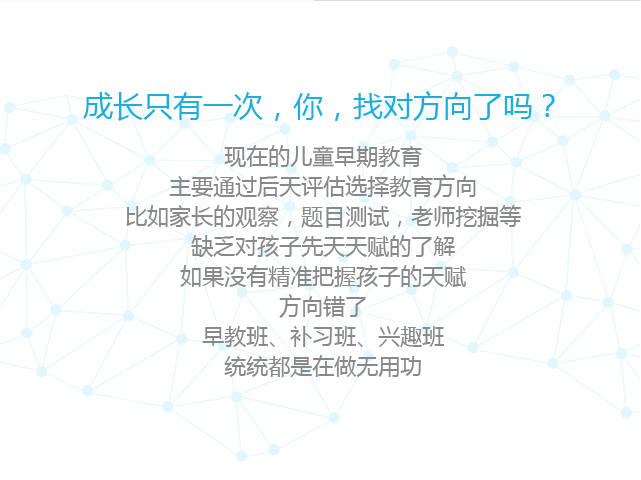 成长只有一次，你，找对方向了吗？
现在的儿童早期教育
主要通过后天评估选择教育方向
比如家长的观察，题目测试，老师挖掘等
缺乏对孩子先天天赋的了解
如果没有精准把握孩子的天赋
方向错了
早教班、补习班、兴趣班
统统都是在做无用功